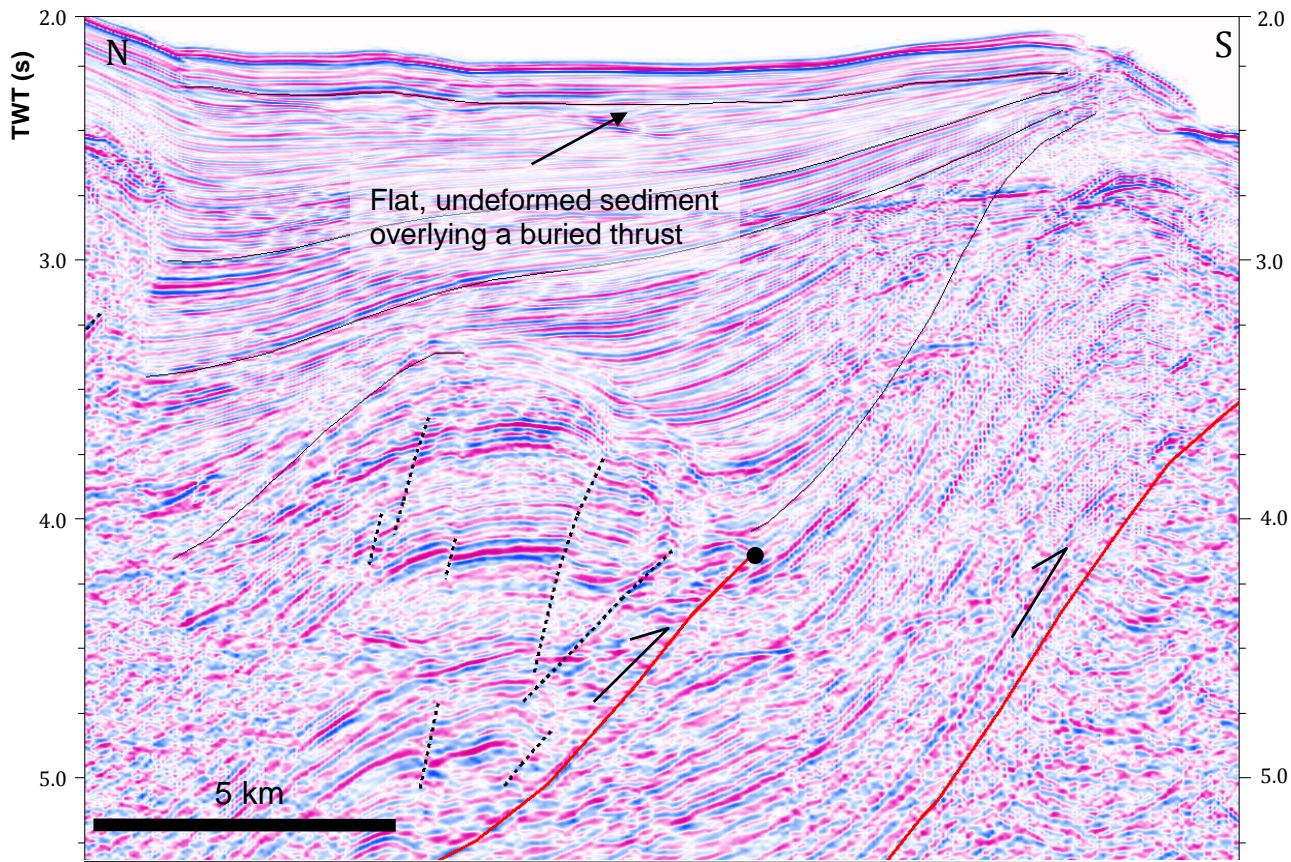 2.0
2.0
N
S
TWT (s)
Flat, undeformed sediment
overlying a buried thrust
3.0
3.0
4.0
4.0
5.0
5.0
5 km